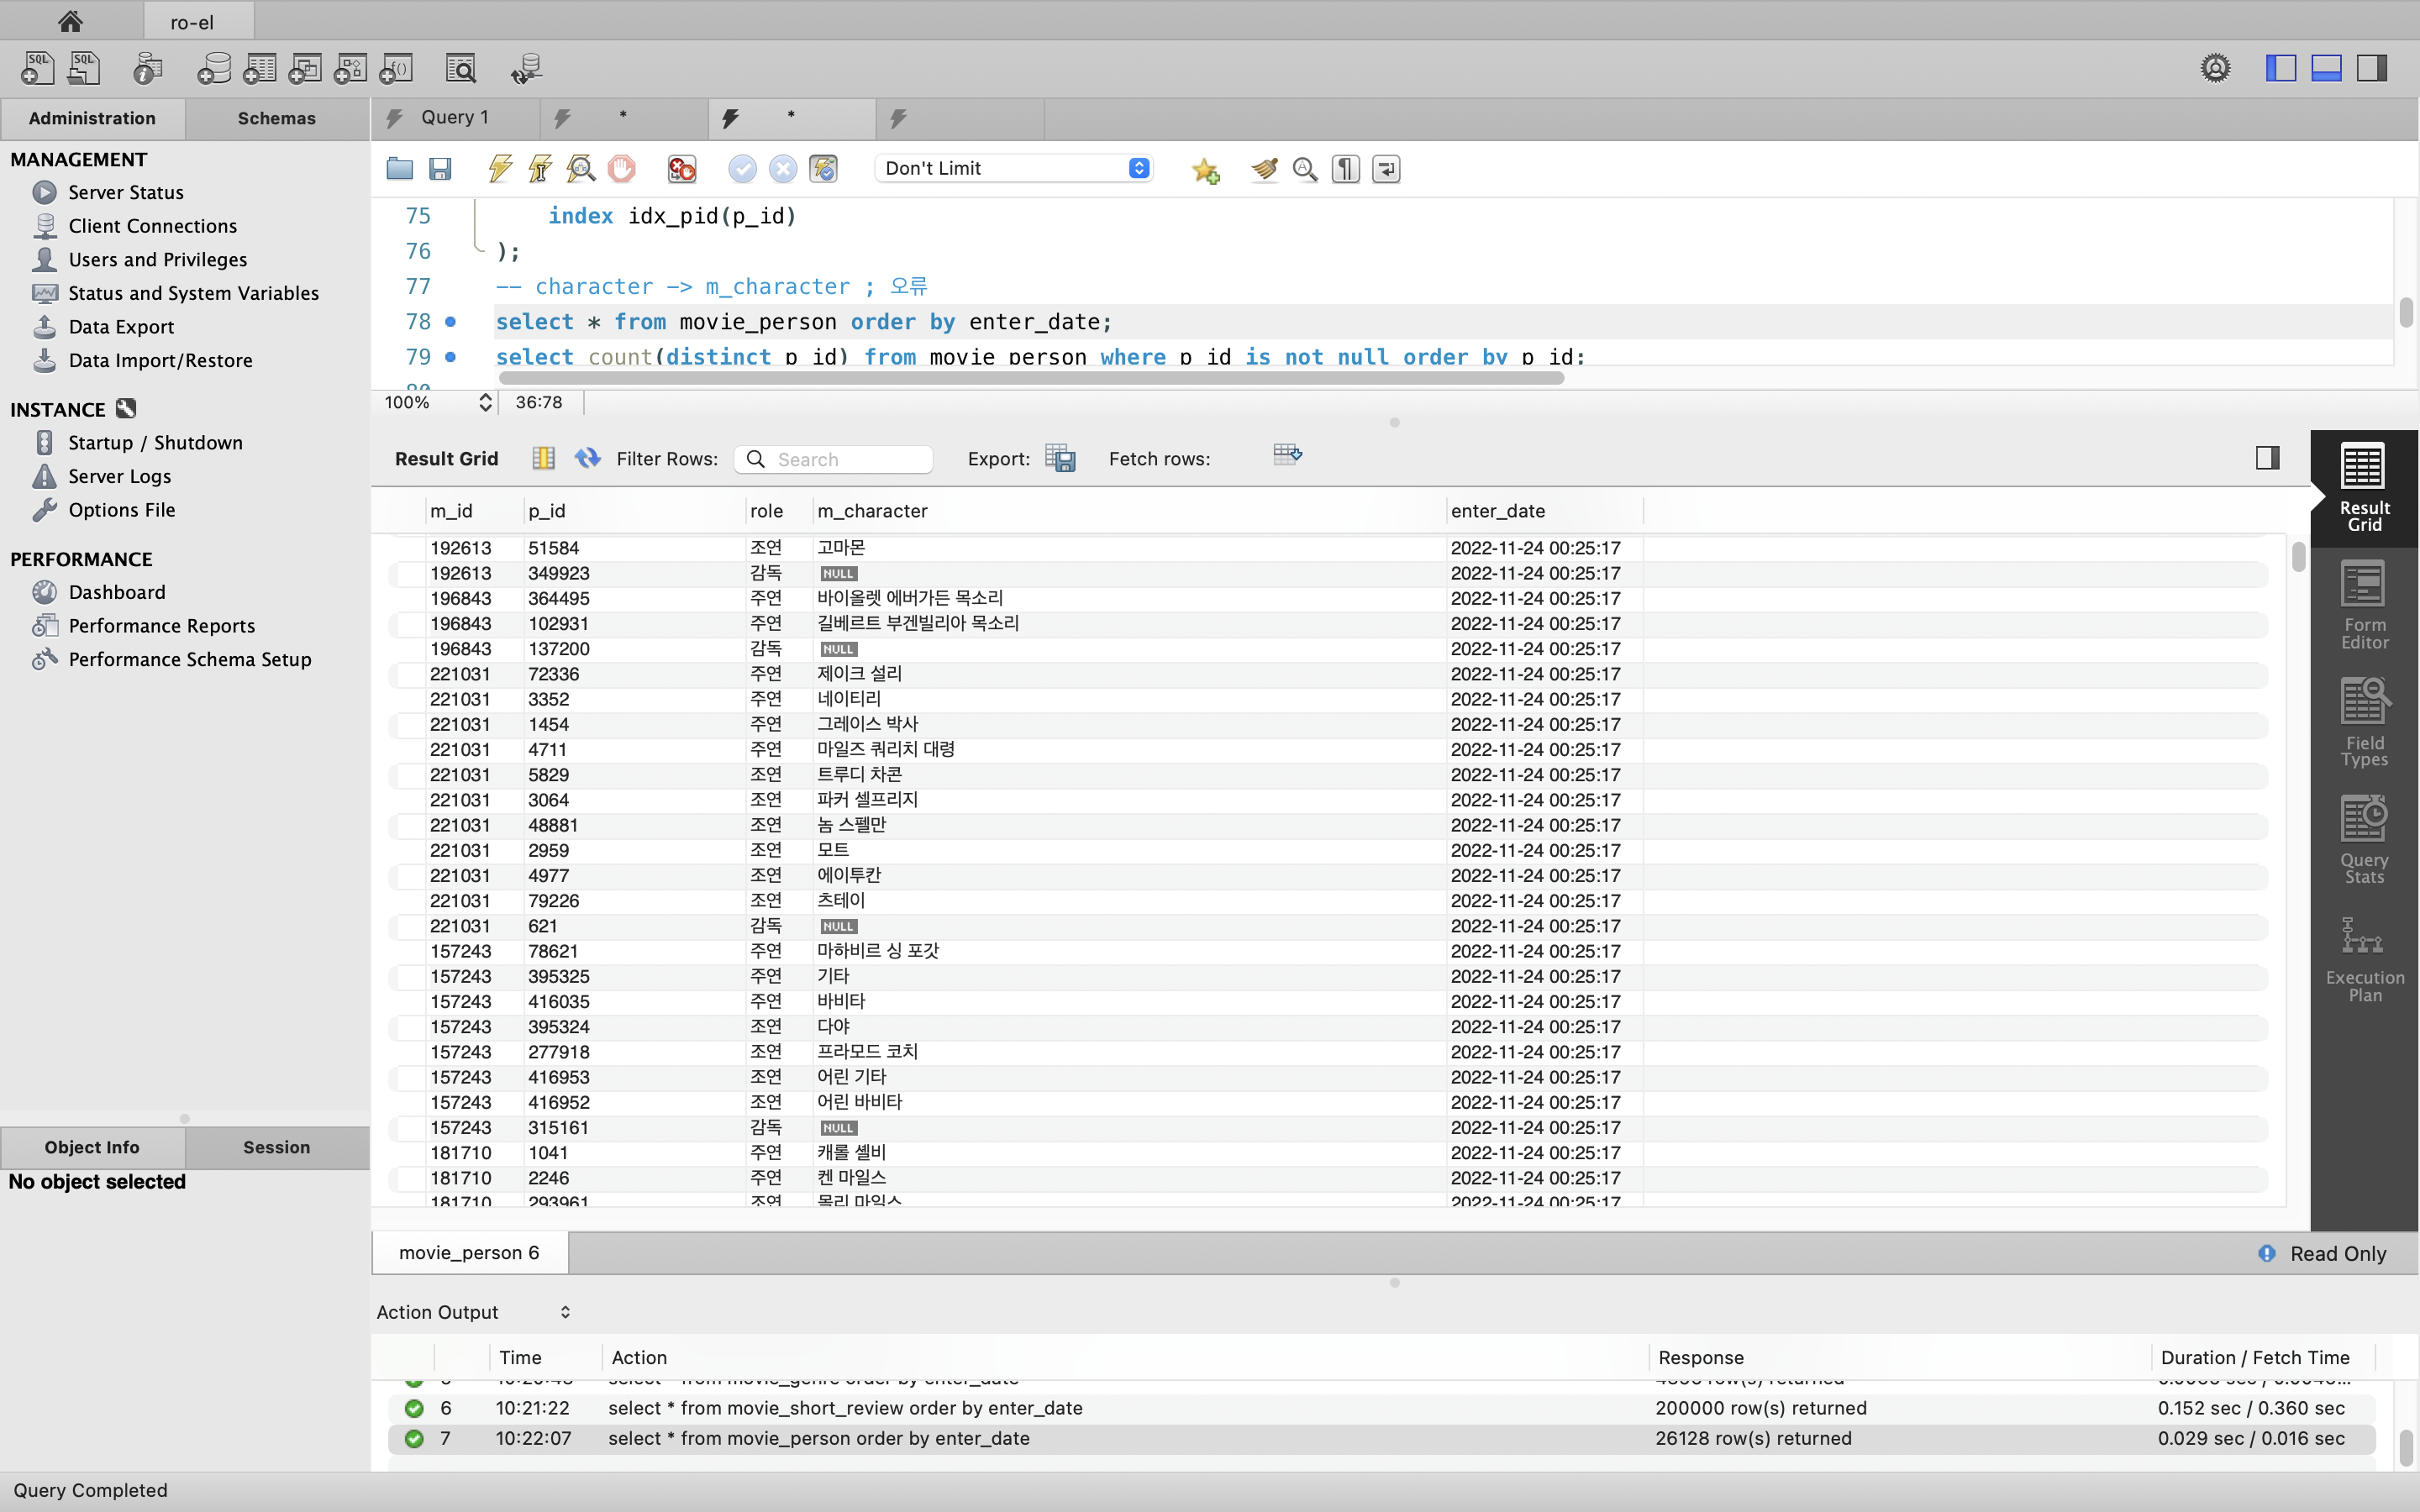 ro-el
Administration
Schemas
Query 1
*
*
MANAGEMENT
Server Status
Client Connections
Users and Privileges
Status and System Variables
Data Export
Data Import/Restore
INSTANCE
Startup / Shutdown
Server Logs
Options File
PERFORMANCE
Dashboard
Performance Reports
Performance Schema Setup
Object Info
Session
No object selected
Don't Limit
75 index idx_pid(p_id)
76 );
77 -- character -> m_character ; 오류
78 select * from movie_person order by enter_date;
79 select count(distinct p_id) from movie_person where p_id is not null order by p_id;
100% 36:78
Result Grid Filter Rows: Search Export: Fetch rows:
m_id p_id role m_character enter_date
192613 51584 조연 고마몬 2022-11-24 00:25:17
192613 349923 감독 NULL 2022-11-24 00:25:17
196843 364495 주연 바이올렛 에버가든 목소리 2022-11-24 00:25:17
196843 102931 주연 길베르트 부겐빌리아 목소리 2022-11-24 00:25:17
196843 137200 감독 NULL 2022-11-24 00:25:17
221031 72336 주연 제이크 설리 2022-11-24 00:25:17
221031 3352 주연 네이티리 2022-11-24 00:25:17
221031 1454 주연 그레이스 박사 2022-11-24 00:25:17
221031 4711 주연 마일즈 쿼리치 대령 2022-11-24 00:25:17
221031 5829 조연 트루디 차콘 2022-11-24 00:25:17
221031 3064 조연 파커 셀프리지 2022-11-24 00:25:17
221031 48881 조연 놈 스펠만 2022-11-24 00:25:17
221031 2959 조연 모트 2022-11-24 00:25:17
221031 4977 조연 에이투칸 2022-11-24 00:25:17
221031 79226 조연 츠테이 2022-11-24 00:25:17
221031 621 감독 NULL 2022-11-24 00:25:17
157243 78621 주연 마하비르 싱 포갓 2022-11-24 00:25:17
157243 395325 주연 기타 2022-11-24 00:25:17
157243 416035 주연 바비타 2022-11-24 00:25:17
157243 395324 조연 다야 2022-11-24 00:25:17
157243 277918 조연 프라모드 코치 2022-11-24 00:25:17
157243 416953 조연 어린 기타 2022-11-24 00:25:17
157243 416952 조연 어린 바비타 2022-11-24 00:25:17
157243 315161 감독 NULL 2022-11-24 00:25:17
181710 1041 주연 캐롤 셸비 2022-11-24 00:25:17
181710 2246 주연 켄 마일스 2022-11-24 00:25:17
181710 293961 조연 몰리 마일스 2022-11-24 00:25:17
Result Grid
Form Editor
Field Types
Query Stats
Execution Plan
movie_person 6
Read Only
Action Output
Time Action Response Duration / Fetch Time
select * from movie_genre order by enter_date
6 10:21:22 select * from movie_short_review order by enter_date 200000 row(s) returned 0.152 sec / 0.360 sec
7 10:22:07 select * from movie_person order by enter_date 26128 row(s) returned 0.029 sec / 0.016 sec
Query Completed